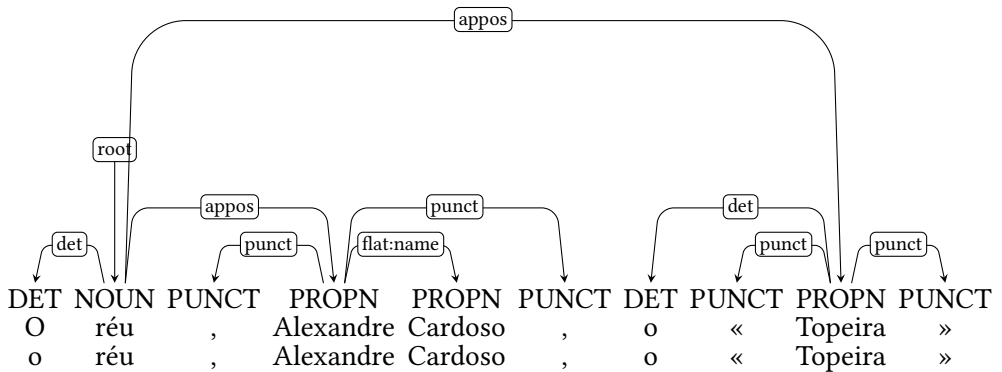 appos
root
appos punct det
det punct flat:name punct punct
DET NOUN PUNCT PROPN PROPN PUNCT DET PUNCT PROPN PUNCT
O réu , Alexandre Cardoso , o « Topeira »
o réu , Alexandre Cardoso , o « Topeira »